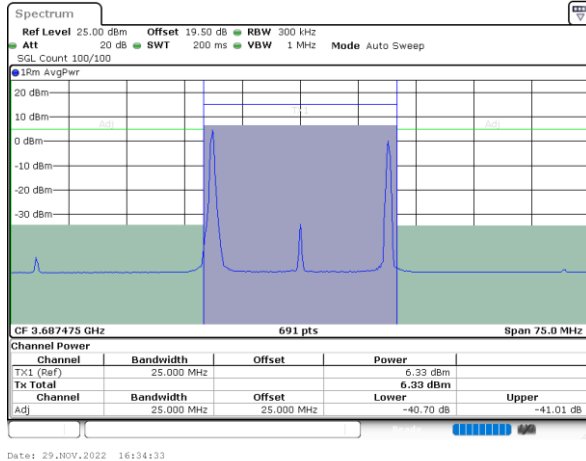 Spectrum
Ref Level 25.00 dBm Offset 19.50 dB RBW 300 kHz
Att 20 dB SWT 200 ms VBW 1 MHz Mode Auto Sweep
SGL Count 100/100
1Rm AvgPwr
20 dBm
TX1
10 dBm
Adj Adj
0 dBm
-10 dBm
-20 dBm
-30 dBm
CF 3.687475 GHz 691 pts Span 75.0 MHz
Channel Power
Channel Bandwidth Offset Power
TX1 (Ref) 25.000 MHz 6.33 dBm
Tx Total 6.33 dBm
Channel Bandwidth Offset Lower Upper
Adj 25.000 MHz 25.000 MHz -40.70 dB -41.01 dB
Date: 29.NOV.2022 16:34:33